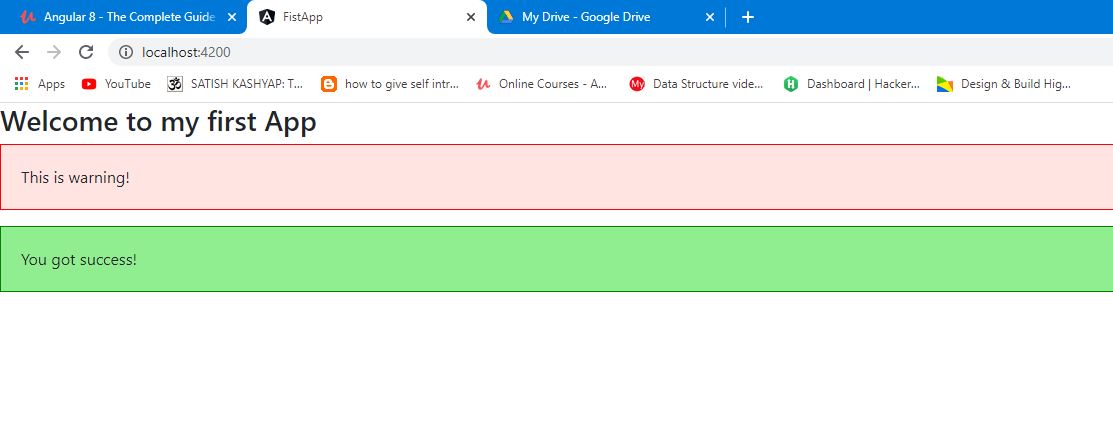 Angular 8 - The Complete Guide
FistApp
My Drive - Google Drive
localhost:4200
Apps
YouTube
ॐ
SATISH KASHYAP: T...
how to give self intr...
Online Courses - A...
My
Data Structure vide...
Dashboard | Hacker...
Design & Build Hig...
Welcome to my first App
This is warning!
You got success!